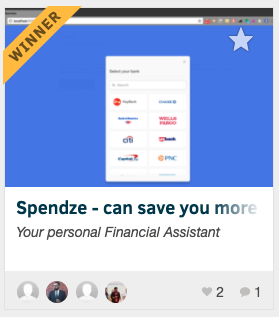 WINNER
Select your bank
Search
CHASE
WELLS
FARGO
citi
usbank
PNC
Spendze - can save you more
Your personal Financial Assistant
2
1